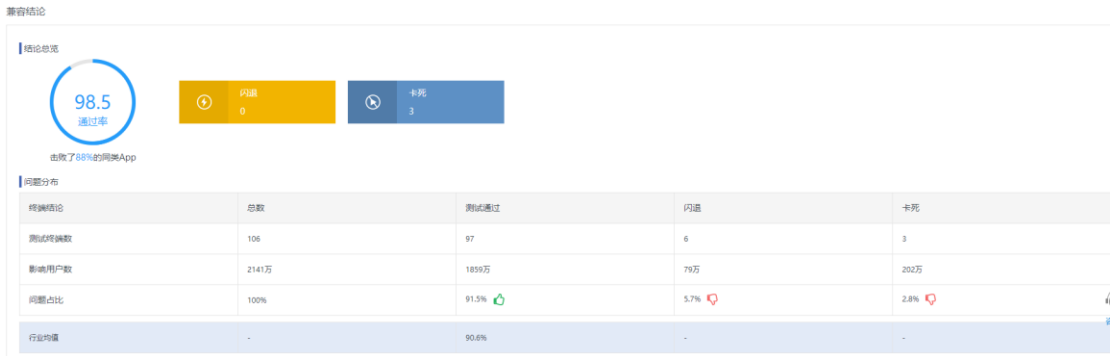 兼容结论
结论总览
98.5
通过率
击败了88%的同类App
闪退
0
卡死
3
问题分布
终端结论 总数 测试通过 闪退 卡死
测试终端数 106 97 6 3
影响用户数 2141万 1859万 79万 202万
问题占比 100% 91.5% 5.7% 2.8%
行业均值 - 90.6% - -